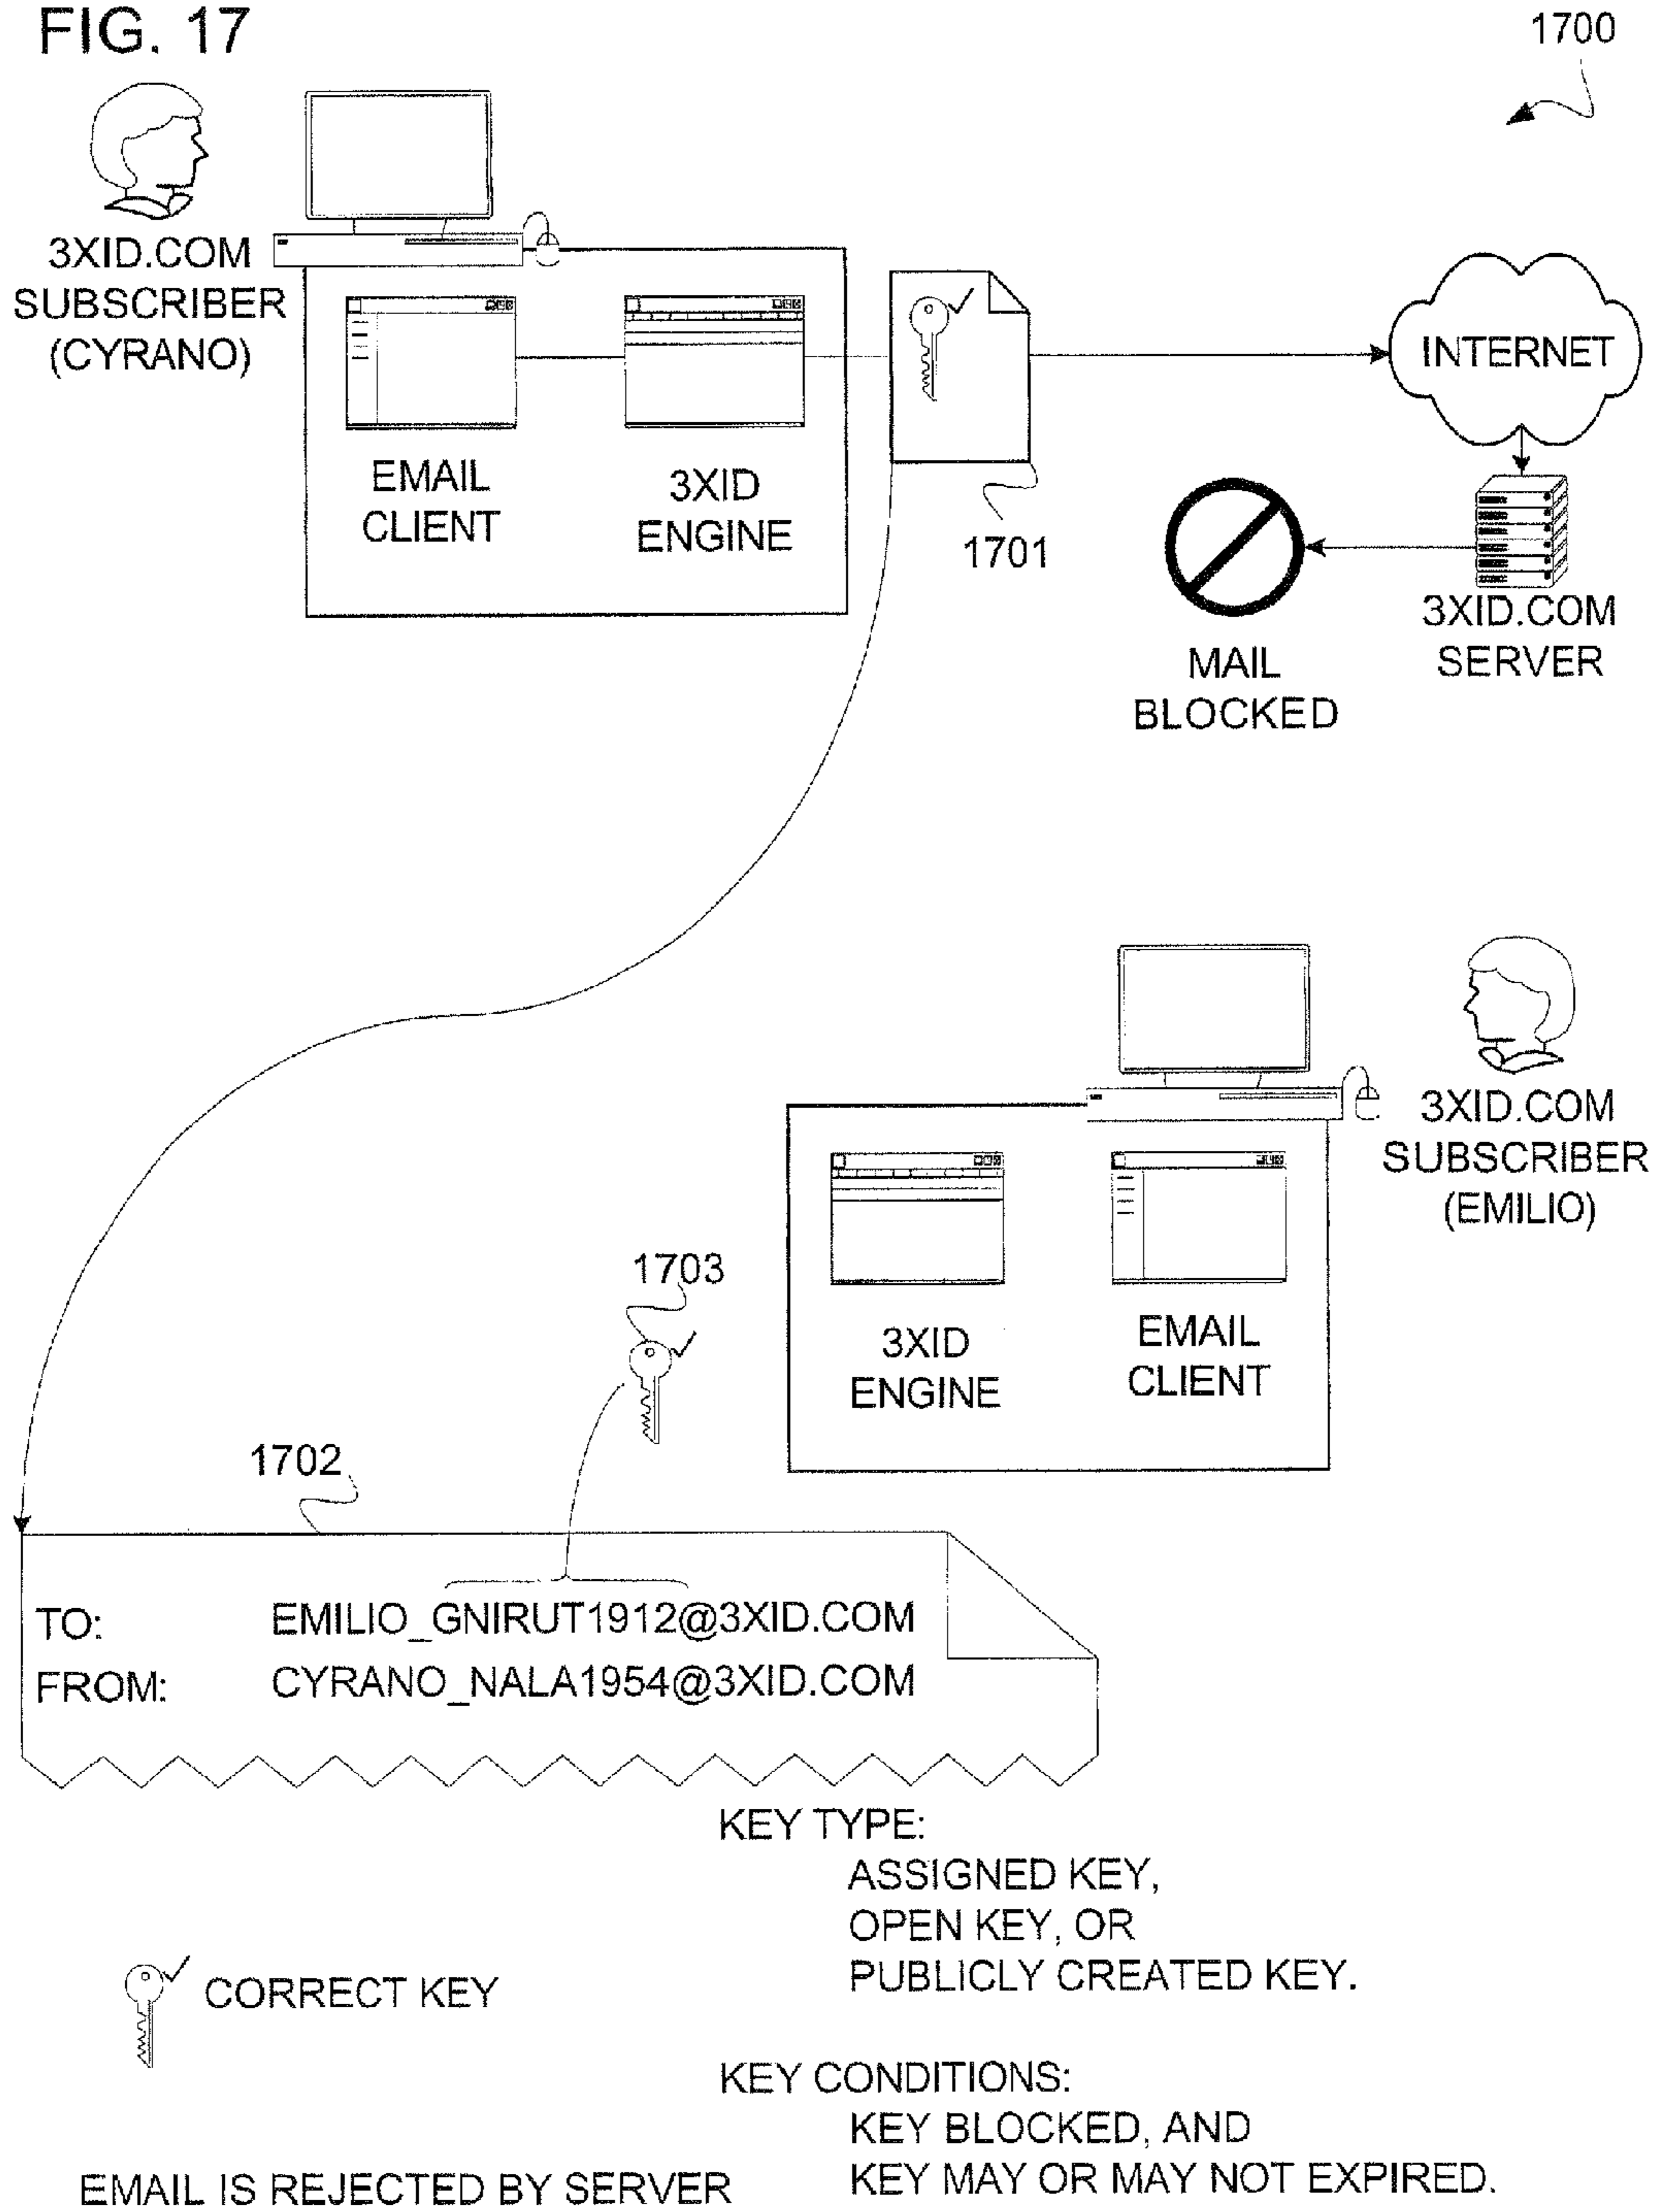 FIG. 17
1700
3XID.COM
SUBSCRIBER
(CYRANO)
EMAIL
CLIENT
3XID
ENGINE
1701
INTERNET
3XID.COM
SERVER
MAIL
BLOCKED
3XID.COM
SUBSCRIBER
(EMILIO)
3XID
ENGINE
EMAIL
CLIENT
1703
1702
TO: EMILIO_GNIRUT1912@3XID.COM
FROM: CYRANO_NALA1954@3XID.COM
KEY TYPE:
ASSIGNED KEY,
OPEN KEY, OR
PUBLICLY CREATED KEY.
CORRECT KEY
KEY CONDITIONS:
KEY BLOCKED, AND
KEY MAY OR MAY NOT EXPIRED.
EMAIL IS REJECTED BY SERVER